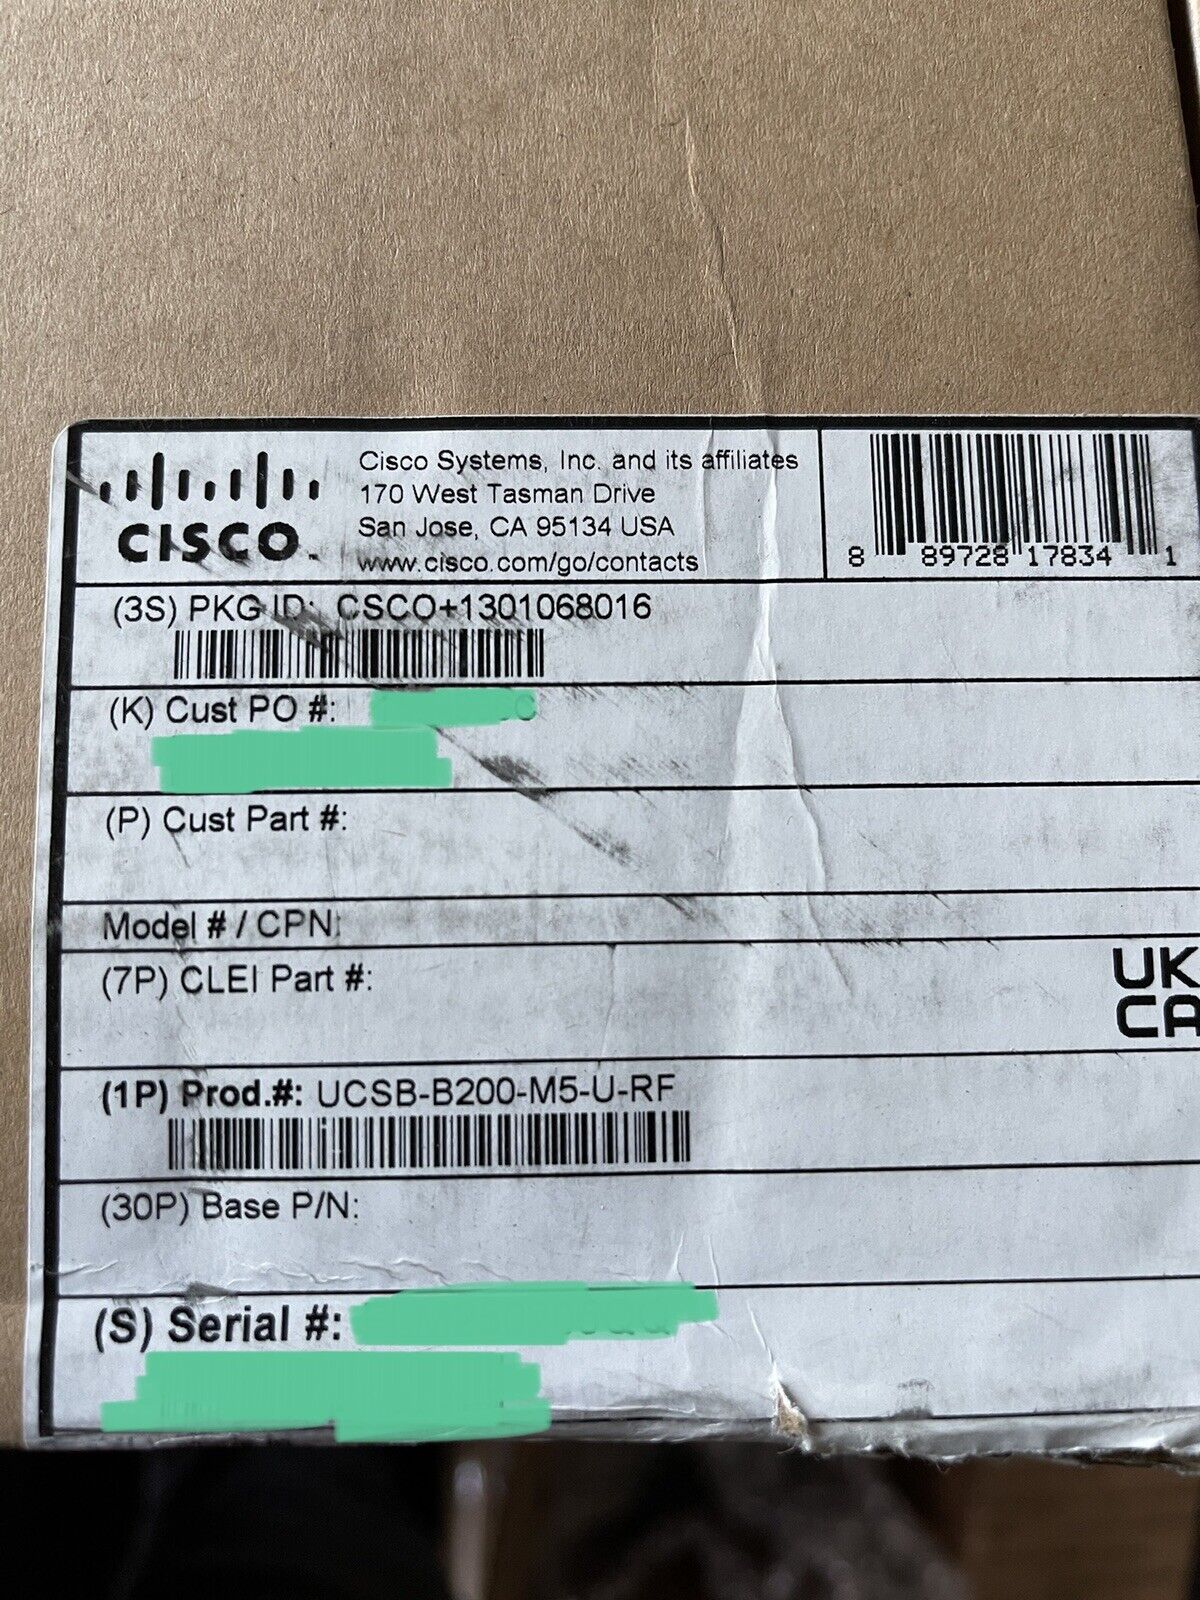 CISCO™
Cisco Systems, Inc. and its affiliates
170 West Tasman Drive
San Jose, CA 95134 USA
www.cisco.com/go/contacts
8 89728 17834 1
(3S) PKG ID: CSCO+1301068016
(K) Cust PO #:
(P) Cust Part #:
Model # / CPN:
(7P) CLEI Part #:
UK
CA
(1P) Prod.#: UCSB-B200-M5-U-RF
(30P) Base P/N:
(S) Serial #: